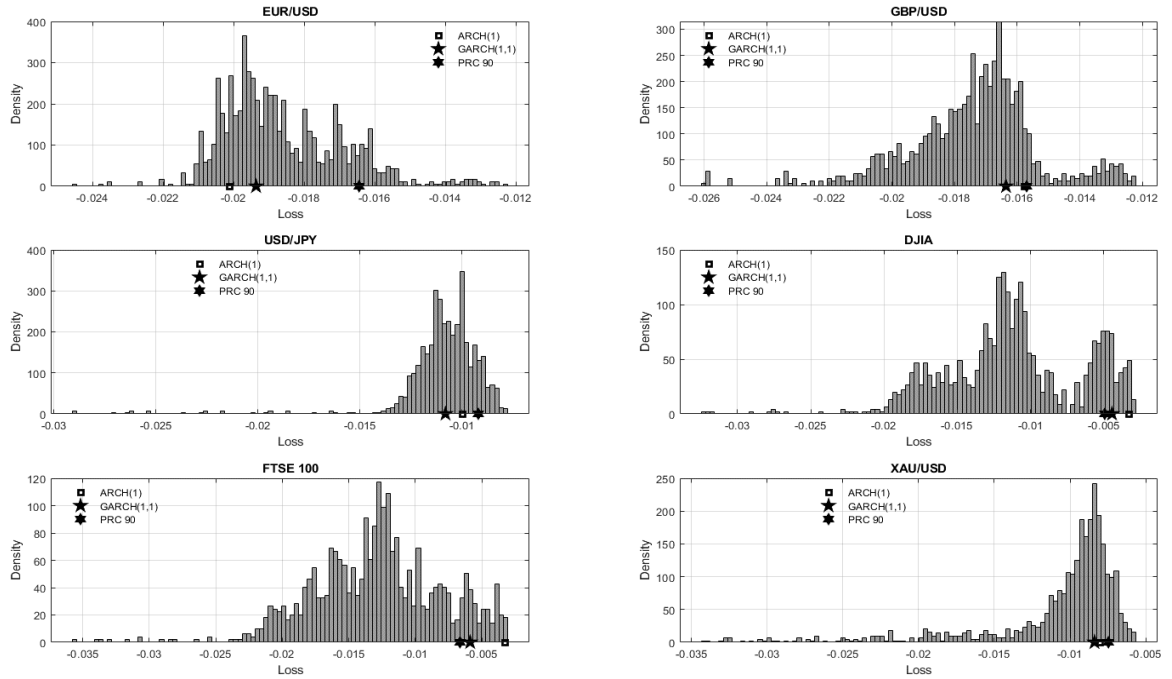 EUR/USD
400
300
200
100
0
Density
ARCH(1)
GARCH(1,1)
PRC 90
-0.024 -0.022 -0.02 -0.018 -0.016 -0.014 -0.012
Loss
GBP/USD
300
250
200
150
100
50
0
Density
ARCH(1)
GARCH(1,1)
PRC 90
-0.026 -0.024 -0.022 -0.02 -0.018 -0.016 -0.014 -0.012
Loss
USD/JPY
400
300
200
100
0
Density
ARCH(1)
GARCH(1,1)
PRC 90
-0.03 -0.025 -0.02 -0.015 -0.01
Loss
DJIA
150
100
50
0
Density
ARCH(1)
GARCH(1,1)
PRC 90
-0.03 -0.025 -0.02 -0.015 -0.01 -0.005
Loss
FTSE 100
120
100
80
60
40
20
0
Density
ARCH(1)
GARCH(1,1)
PRC 90
-0.035 -0.03 -0.025 -0.02 -0.015 -0.01 -0.005
Loss
XAU/USD
250
200
150
100
50
0
Density
ARCH(1)
GARCH(1,1)
PRC 90
-0.035 -0.03 -0.025 -0.02 -0.015 -0.01 -0.005
Loss